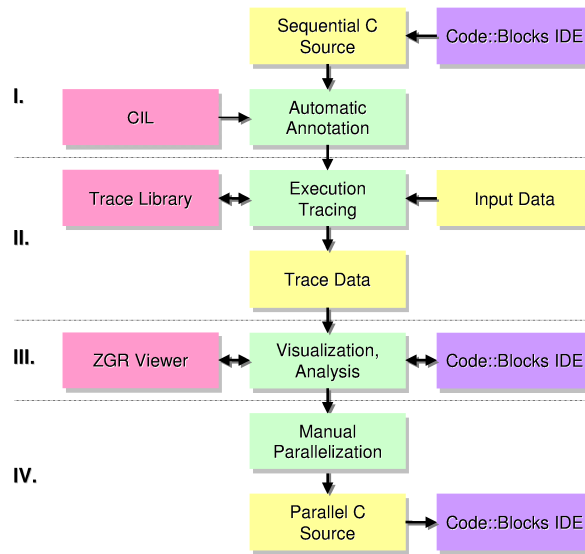 Sequential C
Source
Code::Blocks IDE
I.
CIL
Automatic
Annotation
Trace Library
Execution
Tracing
Input Data
II.
Trace Data
III.
ZGR Viewer
Visualization,
Analysis
Code::Blocks IDE
Manual
Parallelization
IV.
Parallel C
Source
Code::Blocks IDE